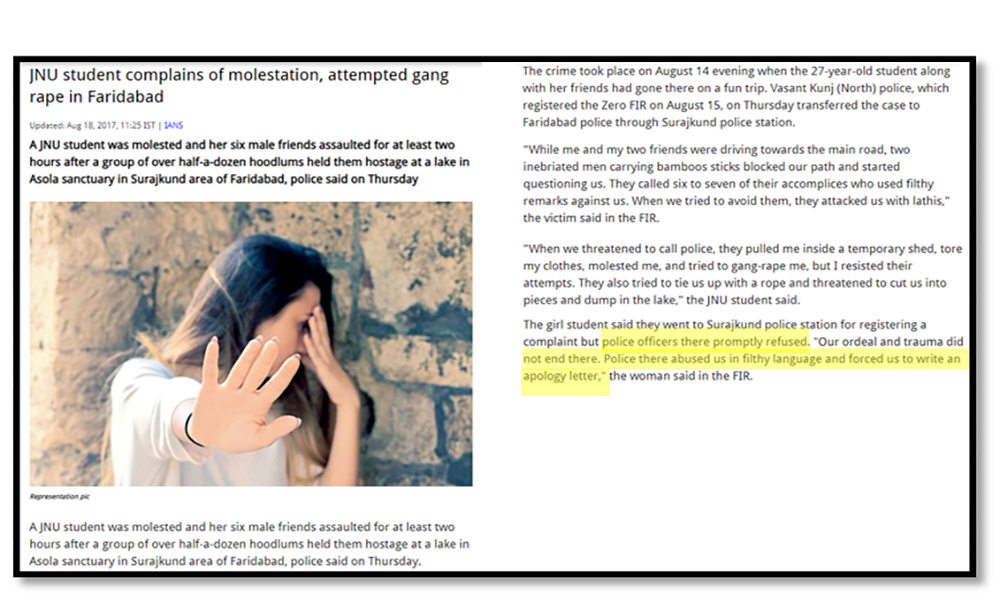 JNU student complains of molestation, attempted gang
rape in Faridabad
Updated: Aug 18, 2017, 11:25 IST | IANS
A JNU student was molested and her six male friends assaulted for at least two
hours after a group of over half-a-dozen hoodlums held them hostage at a lake in
Asola sanctuary in Surajkund area of Faridabad, police said on Thursday
Representation pic
A JNU student was molested and her six male friends assaulted for at least two
hours after a group of over half-a-dozen hoodlums held them hostage at a lake in
Asola sanctuary in Surajkund area of Faridabad, police said on Thursday.
The crime took place on August 14 evening when the 27-year-old student along
with her friends had gone there on a fun trip. Vasant Kunj (North) police, which
registered the Zero FIR on August 15, on Thursday transferred the case to
Faridabad police through Surajkund police station.
"While me and my two friends were driving towards the main road, two
inebriated men carrying bamboos sticks blocked our path and started
questioning us. They called six to seven of their accomplices who used filthy
remarks against us. When we tried to avoid them, they attacked us with lathis,"
the victim said in the FIR.
"When we threatened to call police, they pulled me inside a temporary shed, tore
my clothes, molested me, and tried to gang-rape me, but I resisted their
attempts. They also tried to tie us up with a rope and threatened to cut us into
pieces and dump in the lake," the JNU student said.
The girl student said they went to Surajkund police station for registering a
complaint but police officers there promptly refused. "Our ordeal and trauma did
not end there. Police there abused us in filthy language and forced us to write an
apology letter," the woman said in the FIR.